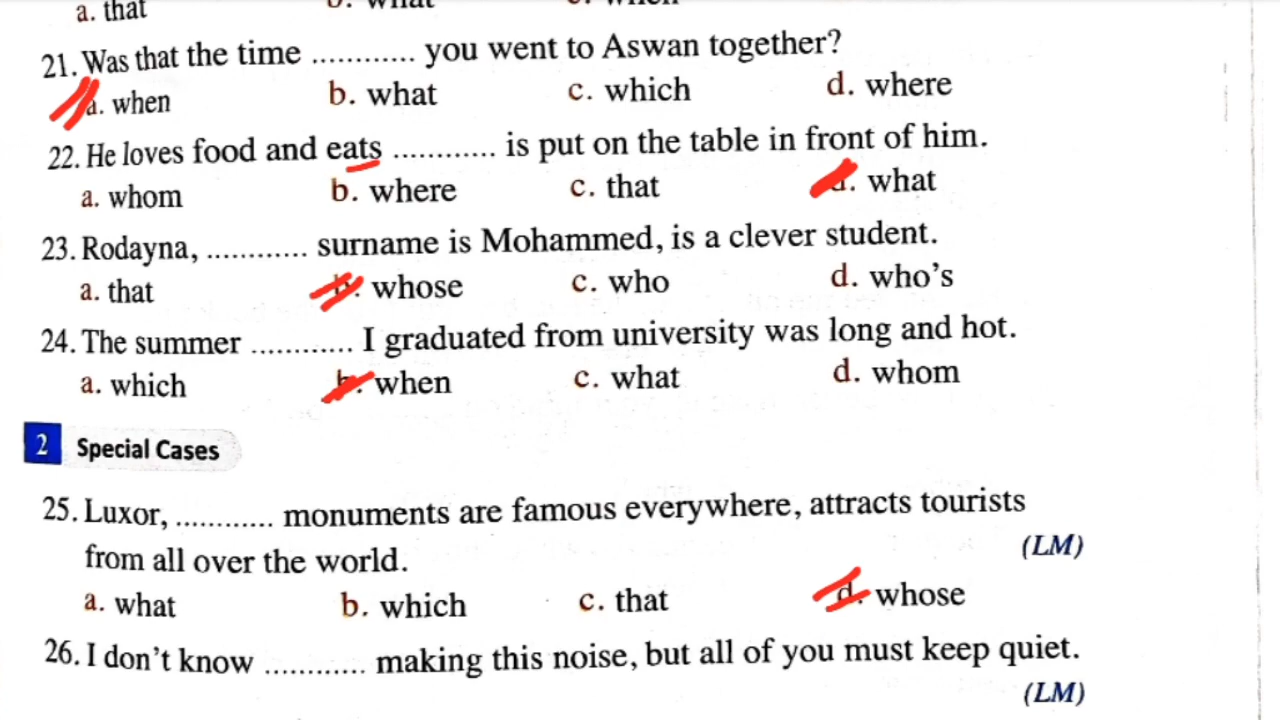 a. that b. what c. when
21. Was that the time ............ you went to Aswan together?
a. when b. what c. which d. where
22. He loves food and eats ............ is put on the table in front of him.
a. whom b. where c. that d. what
23. Rodayna, ............ surname is Mohammed, is a clever student.
a. that b. whose c. who d. who's
24. The summer ............ I graduated from university was long and hot.
a. which b. when c. what d. whom
2 Special Cases
25. Luxor, ............ monuments are famous everywhere, attracts tourists
from all over the world. (LM)
a. what b. which c. that d. whose
26. I don't know ............ making this noise, but all of you must keep quiet.
(LM)